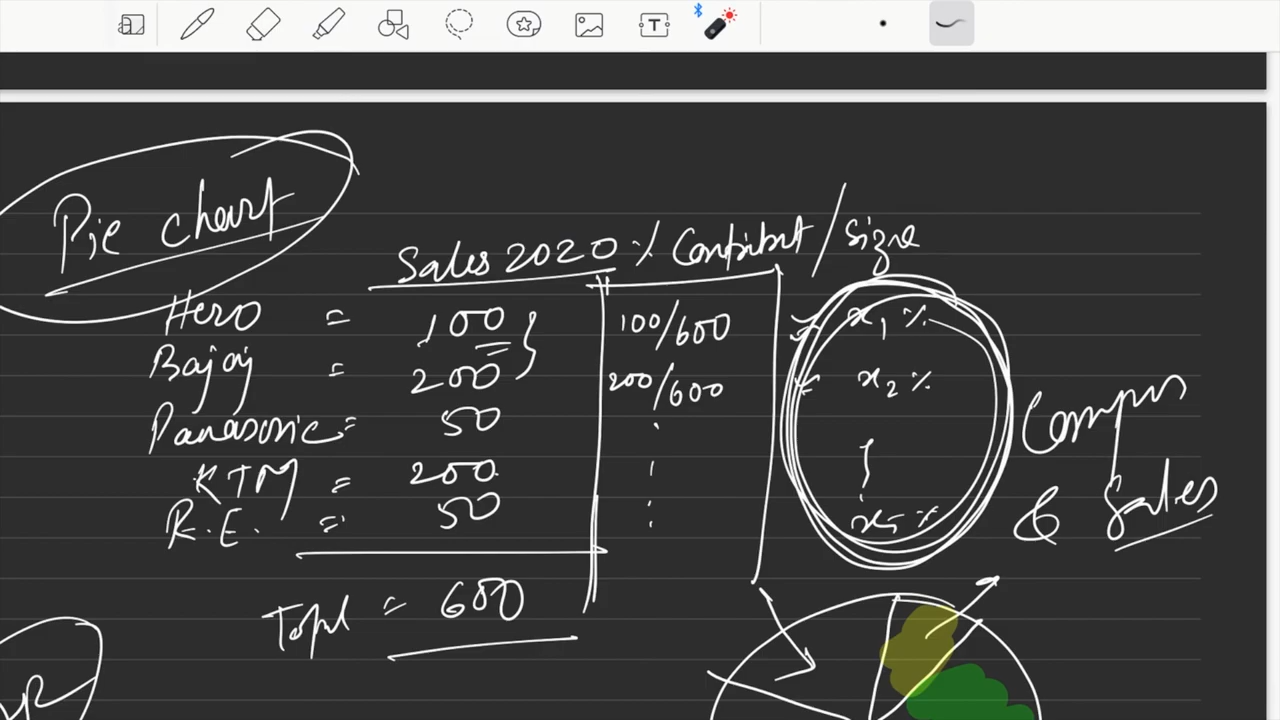 Pie chart
Sales 2020 % Contribut / Size
Hero = 100 100/600 x1 %
Bajaj = 200 200/600 x2 %
Panasonic = 50
KTM = 200
R.E. = 50 x5 %
& Sales
Total = 600